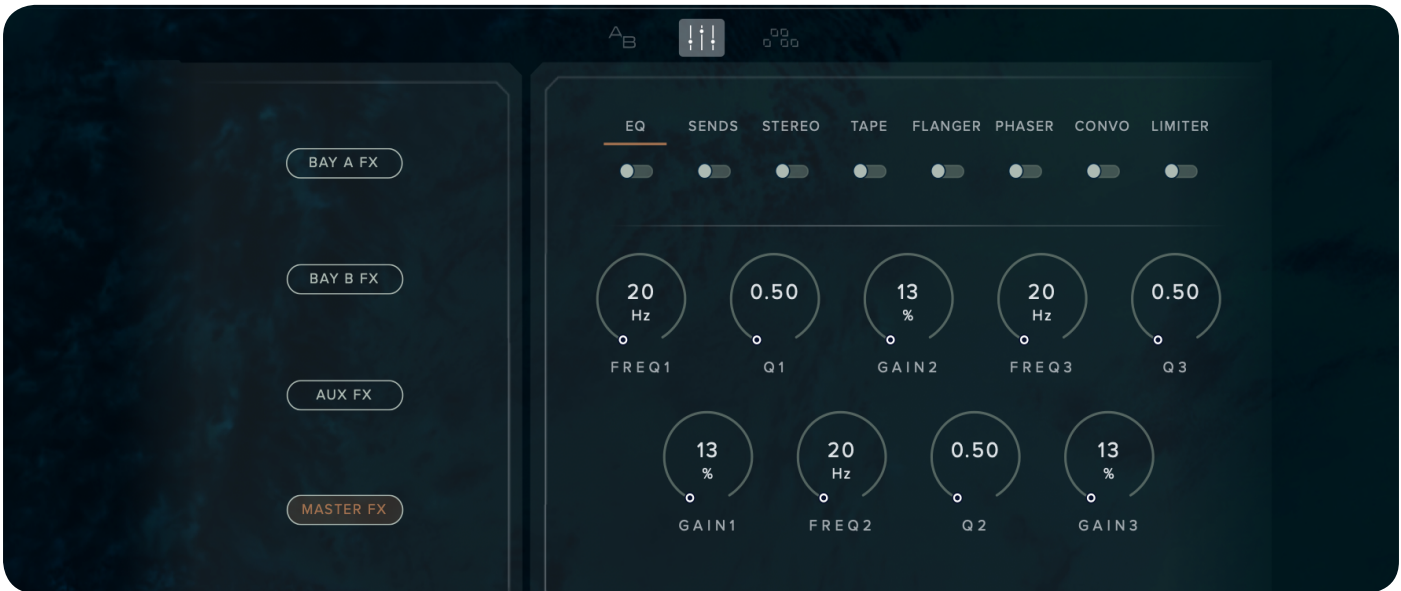 A B
EQ SENDS STEREO TAPE FLANGER PHASER CONVO LIMITER
BAY A FX
BAY B FX
AUX FX
MASTER FX
20 0.50 13 20 0.50
Hz % Hz
FREQ1 Q1 GAIN2 FREQ3 Q3
13 20 0.50 13
% Hz %
GAIN1 FREQ2 Q2 GAIN3